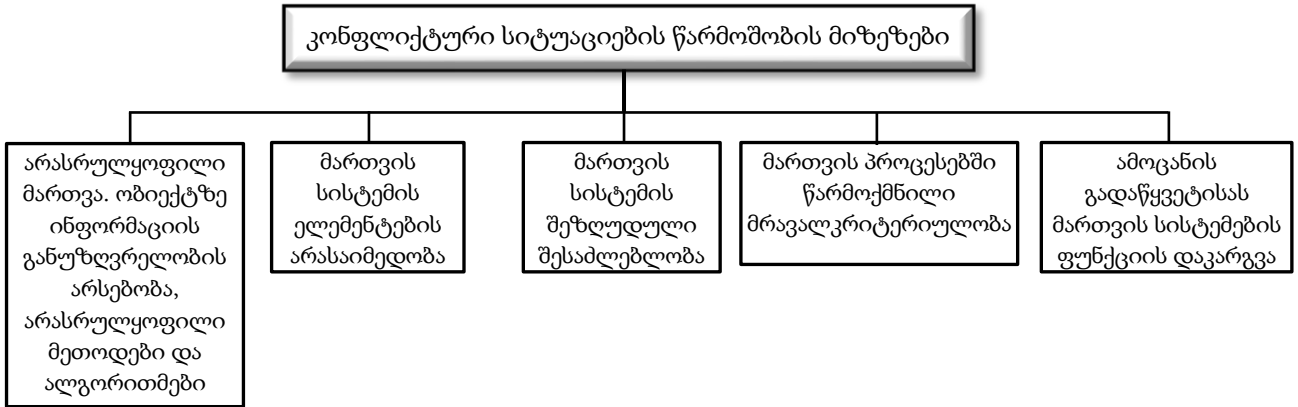 კონფლიქტური სიტუაციების წარმოშობის მიზეზები
არასრულყოფილი
მართვა. ობიექტზე
ინფორმაციის
განუზღვრელობის
არსებობა,
არასრულყოფილი
მეთოდები და
ალგორითმები
მართვის
სისტემის
ელემენტების
არასაიმედობა
მართვის
სისტემის
შეზღუდული
შესაძლებლობა
მართვის პროცესებში
წარმოქმნილი
მრავალკრიტერიულობა
ამოცანის
გადაწყვეტისას
მართვის სისტემების
ფუნქციის დაკარგვა